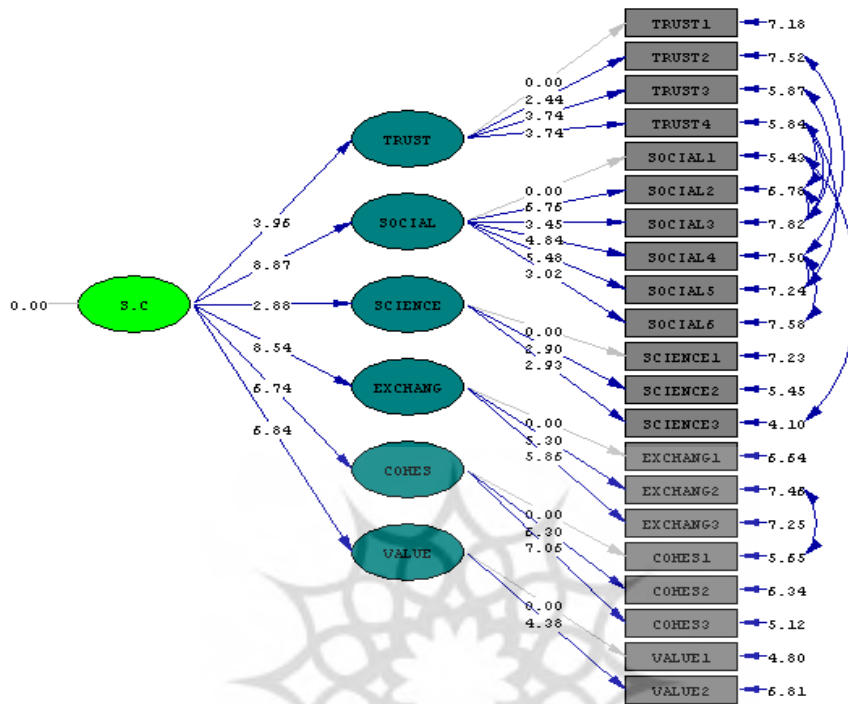 TRUST1 7.18
TRUST2 7.52
TRUST3 5.87
TRUST4 5.84
SOCIAL1 5.43
SOCIAL2 6.78
SOCIAL3 7.82
SOCIAL4 7.50
SOCIAL5 7.24
SOCIAL6 7.58
SCIENCE1 7.23
SCIENCE2 5.45
SCIENCE3 4.10
EXCHANG1 6.64
EXCHANG2 7.46
EXCHANG3 7.25
COHES1 5.65
COHES2 6.34
COHES3 5.12
VALUE1 4.80
VALUE2 6.81
0.00
2.44
3.74
3.74
0.00
6.76
3.45
4.84
5.48
3.02
0.00
2.90
2.93
0.00
5.30
5.86
0.00
6.30
7.06
0.00
4.38
TRUST
SOCIAL
SCIENCE
EXCHANG
COHES
VALUE
3.96
8.87
2.88
8.54
6.74
6.84
S.C
0.00